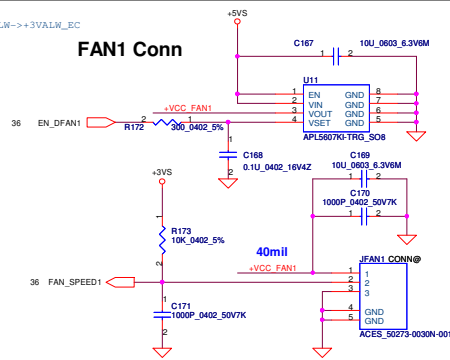 LW->+3VALW_EC
+5VS
FAN1 Conn
C167
1 2
10U_0603_6.3V6M
U11
1 EN GND 8
2 VIN GND 7
3 VOUT GND 6
4 VSET GND 5
APL5607KI-TRG_SO8
+VCC_FAN1
36 EN_DFAN1
2 1
R172 300_0402_5%
1
C168
0.1U_0402_16V4Z
2
C169
10U_0603_6.3V6M
1 2
C170
1000P_0402_50V7K
1 2
+3VS
1
R173
10K_0402_5%
2
40mil
+VCC_FAN1
JFAN1 CONN@
1 1
2 2
3 3
4 GND
5 GND
ACES_50273-0030N-001
36 FAN_SPEED1
1
C171
1000P_0402_50V7K
2